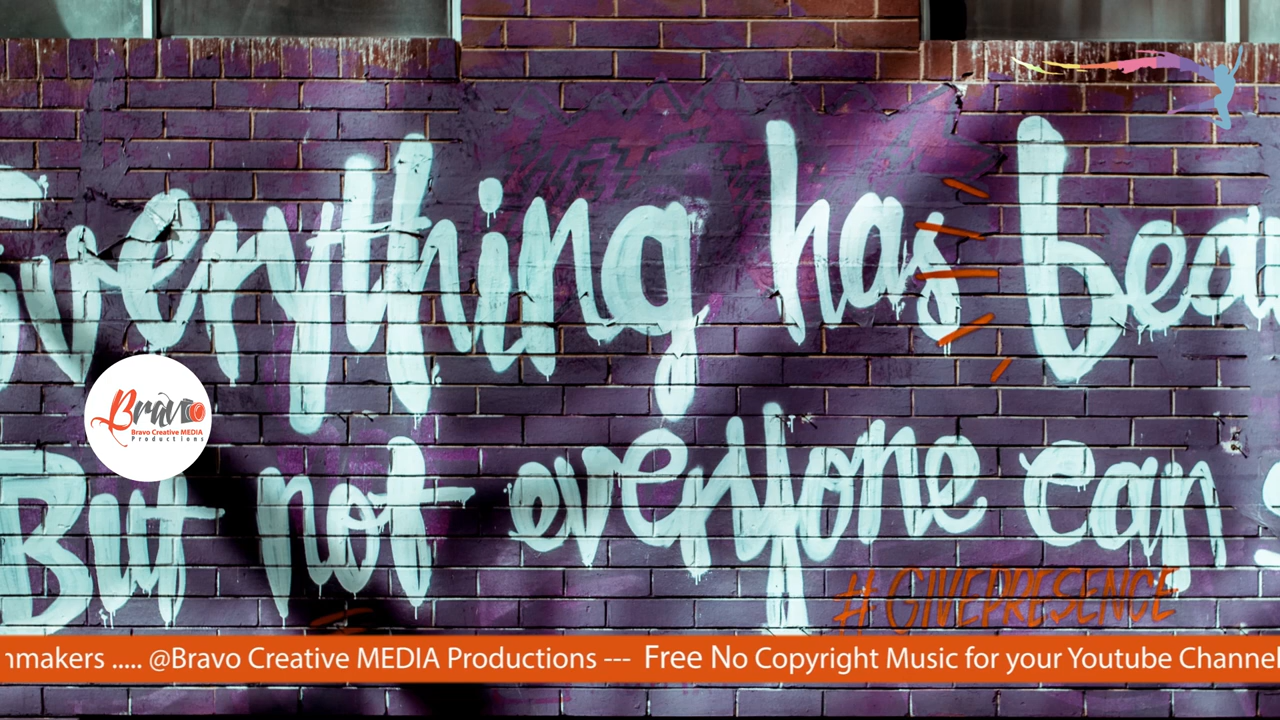 Everything has bea
But not everyone can s
#GIVEPRESENCE
Bravo
Bravo Creative MEDIA
Productions
nmakers ..... @Bravo Creative MEDIA Productions --- Free No Copyright Music for your Youtube Channel